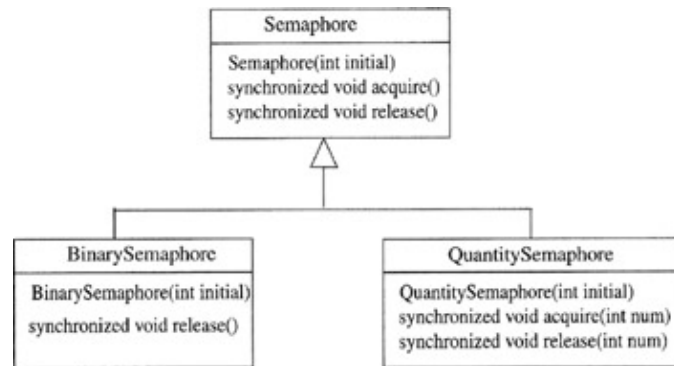 Semaphore
Semaphore(int initial)
synchronized void acquire()
synchronized void release()
BinarySemaphore
BinarySemaphore(int initial)
synchronized void release()
QuantitySemaphore
QuantitySemaphore(int initial)
synchronized void acquire(int num)
synchronized void release(int num)